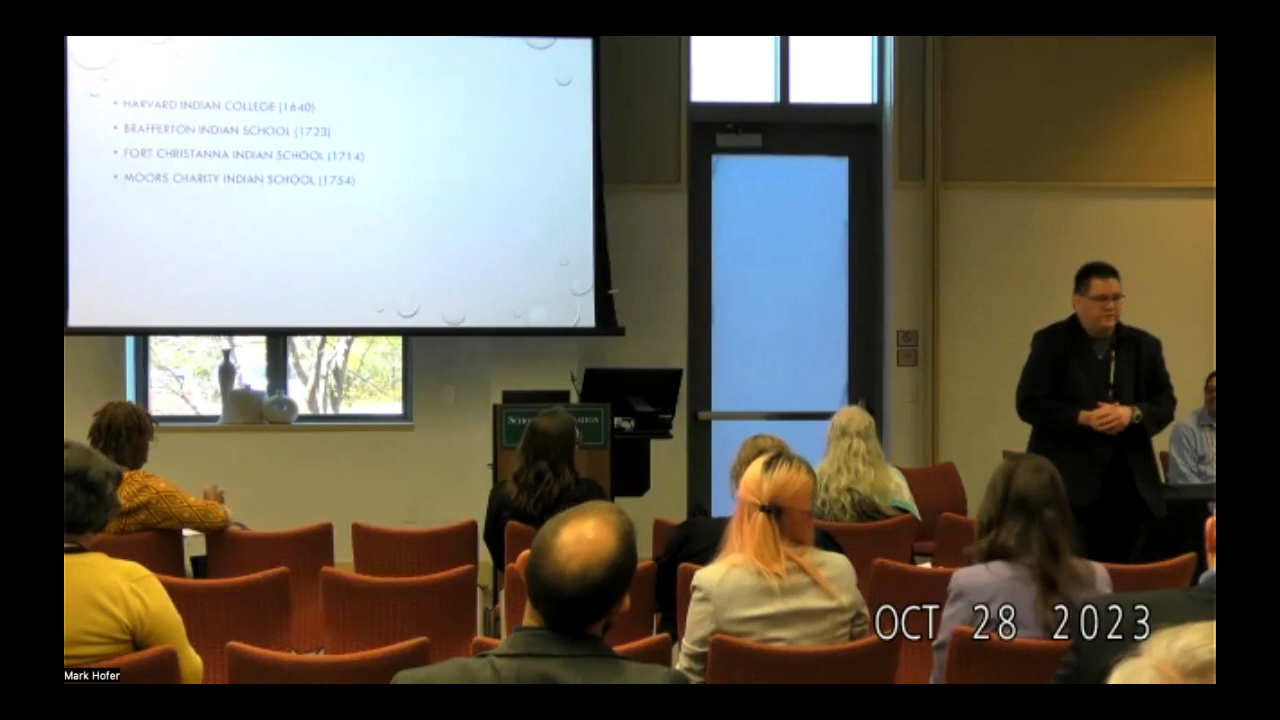 • HARVARD INDIAN COLLEGE (1640)
• BRAFFERTON INDIAN SCHOOL (1723)
• FORT CHRISTANNA INDIAN SCHOOL (1714)
• MOORS CHARITY INDIAN SCHOOL (1754)
OCT 28 2023
Mark Hofer